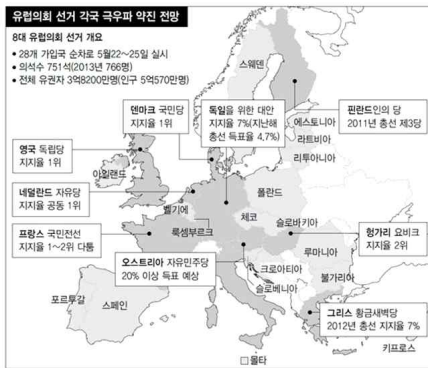 유럽의회 선거 각국 극우파 약진 전망
8대 유럽의회 선거 개요
● 28개 가입국 순차로 5월22~25일 실시
● 의석수 751석(2013년 766명)
● 전체 유권자 3억8200만명(인구 5억570만명)
스웨덴
덴마크 국민당
지지율 1위
독일을 위한 대안
지지율 7%(지난해
총선 득표율 4.7%)
핀란드인의 당
2011년 총선 제3당
에스토니아
라트비아
리투아니아
영국 독립당
지지율 1위
아일랜드
네덜란드 자유당
지지율 공동 1위
벨기에
폴란드
체코
슬로바키아
프랑스 국민전선
지지율 1~2위 다툼
룩셈부르크
헝가리 요비크
지지율 2위
오스트리아 자유민주당
20% 이상 득표 예상
루마니아
크로아티아
불가리아
슬로베니아
포르투갈
스페인
그리스 황금새벽당
2012년 총선 지지율 7%
키프로스
몰타